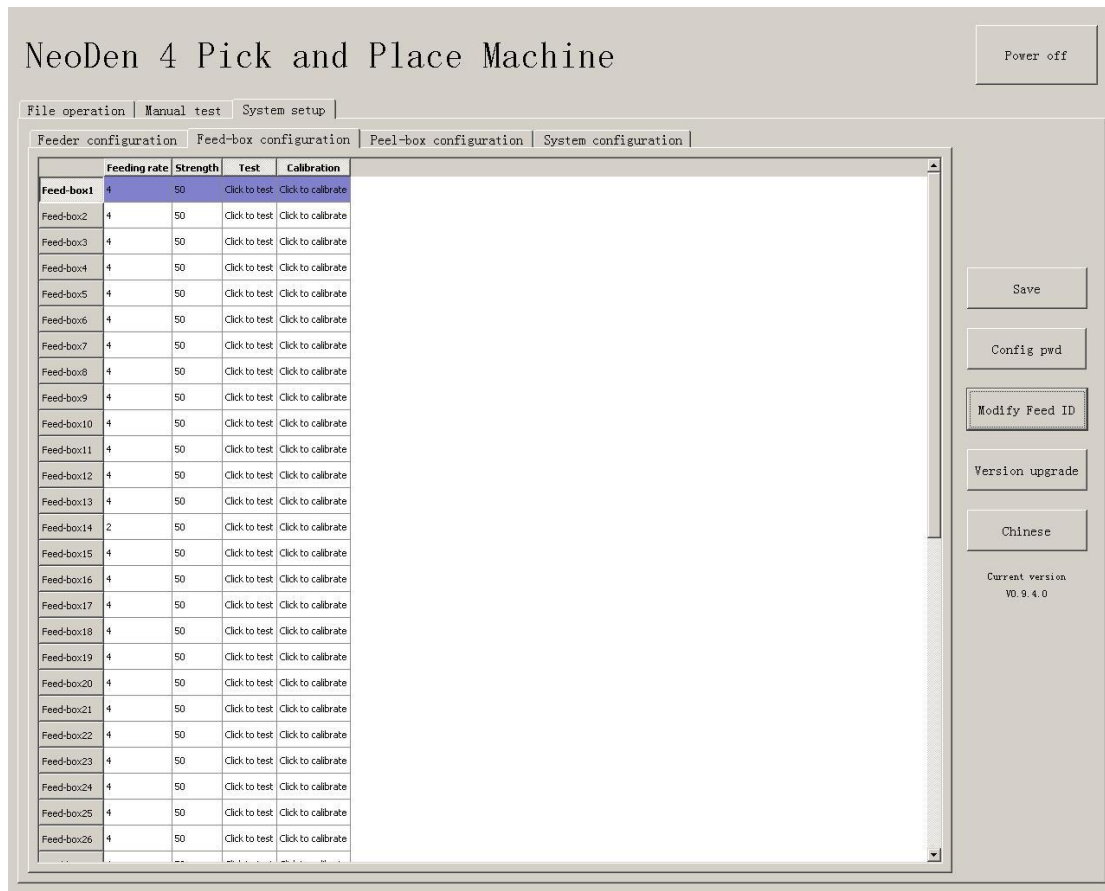 NeoDen 4 Pick and Place Machine
Power off
File operation Manual test System setup
Feeder configuration Feed-box configuration Peel-box configuration System configuration
Feeding rate Strength Test Calibration
Feed-box1 4 50 Click to test Click to calibrate
Feed-box2 4 50 Click to test Click to calibrate
Feed-box3 4 50 Click to test Click to calibrate
Feed-box4 4 50 Click to test Click to calibrate
Feed-box5 4 50 Click to test Click to calibrate
Feed-box6 4 50 Click to test Click to calibrate
Feed-box7 4 50 Click to test Click to calibrate
Feed-box8 4 50 Click to test Click to calibrate
Feed-box9 4 50 Click to test Click to calibrate
Feed-box10 4 50 Click to test Click to calibrate
Feed-box11 4 50 Click to test Click to calibrate
Feed-box12 4 50 Click to test Click to calibrate
Feed-box13 4 50 Click to test Click to calibrate
Feed-box14 2 50 Click to test Click to calibrate
Feed-box15 4 50 Click to test Click to calibrate
Feed-box16 4 50 Click to test Click to calibrate
Feed-box17 4 50 Click to test Click to calibrate
Feed-box18 4 50 Click to test Click to calibrate
Feed-box19 4 50 Click to test Click to calibrate
Feed-box20 4 50 Click to test Click to calibrate
Feed-box21 4 50 Click to test Click to calibrate
Feed-box22 4 50 Click to test Click to calibrate
Feed-box23 4 50 Click to test Click to calibrate
Feed-box24 4 50 Click to test Click to calibrate
Feed-box25 4 50 Click to test Click to calibrate
Feed-box26 4 50 Click to test Click to calibrate
Save
Config pwd
Modify Feed ID
Version upgrade
Chinese
Current version
V0.9.4.0